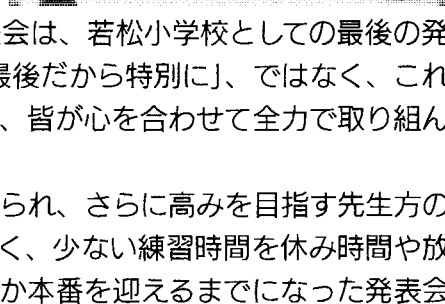 会は、若松小学校としての最後の発
最後だから特別に」、ではなく、これ
、皆が心を合わせて全力で取り組ん
られ、さらに高みを目指す先生方の
く、少ない練習時間を休み時間や放
か本番を迎えるまでになった発表会